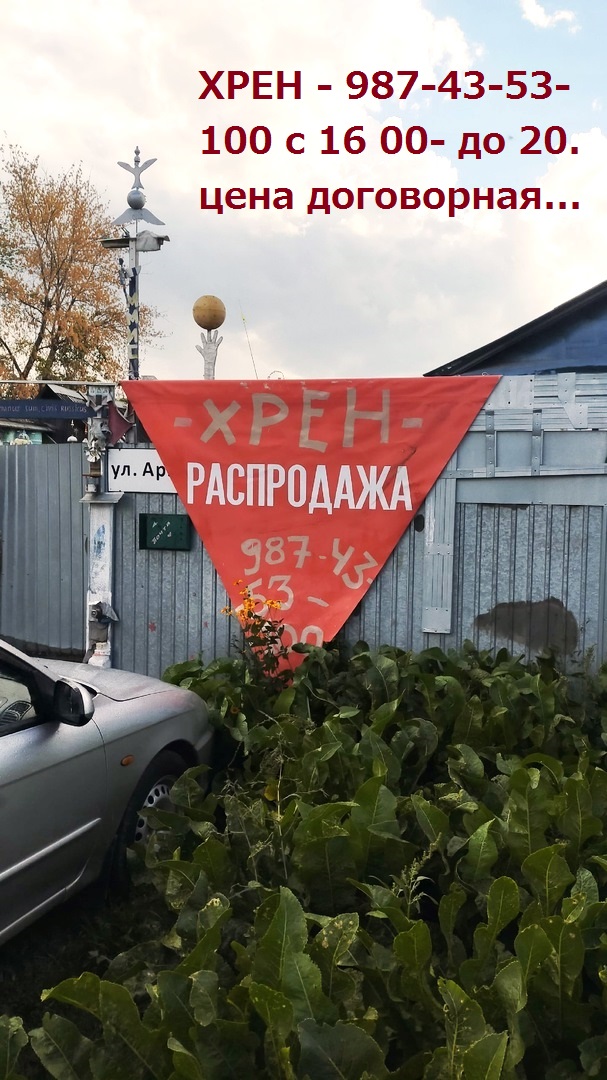 ХРЕН - 987-43-53-
100 с 16 00- до 20.
цена договорная...
-ХРЕН-
ул. Ар
РАСПРОДАЖА
987-43-
53-